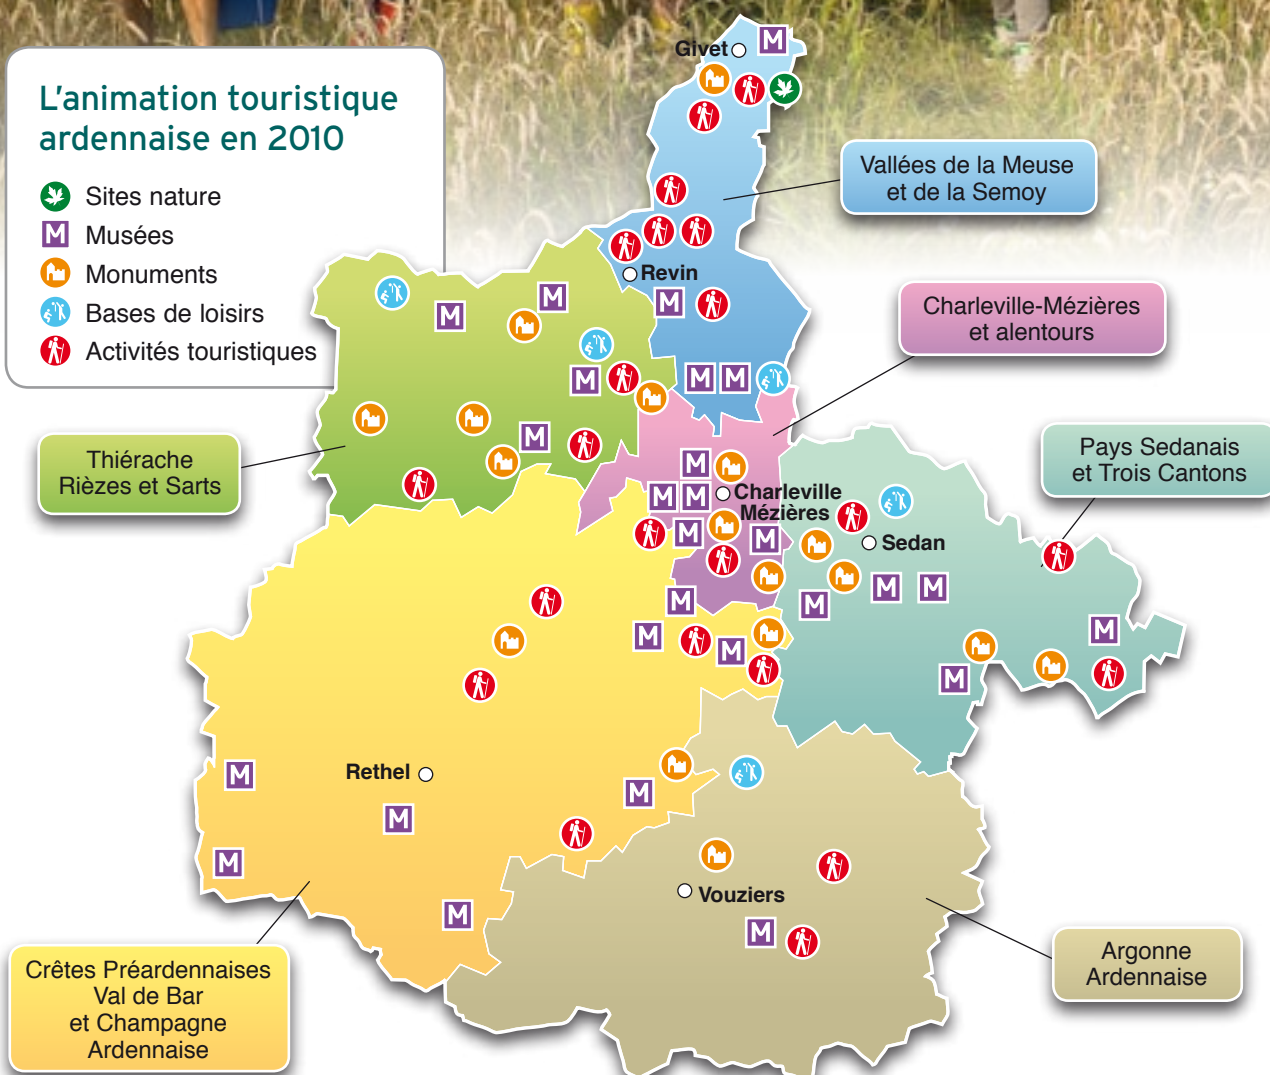 L'animation touristique
ardennaise en 2010
Sites nature
M Musées
Monuments
Bases de loisirs
Activités touristiques
Givet
M
Vallées de la Meuse
et de la Semoy
Revin
M
M
M
Charleville-Mézières
et alentours
M
M
M
M
M
Thiérache
Rièzes et Sarts
Pays Sedanais
et Trois Cantons
M
M M
M
Charleville
Mézières
M
Sedan
M
M
M
M
M
M
M
M
M
Rethel
M
M
M
M
M
Vouziers
M
Crêtes Préardennaises
Val de Bar
et Champagne
Ardennaise
Argonne
Ardennaise